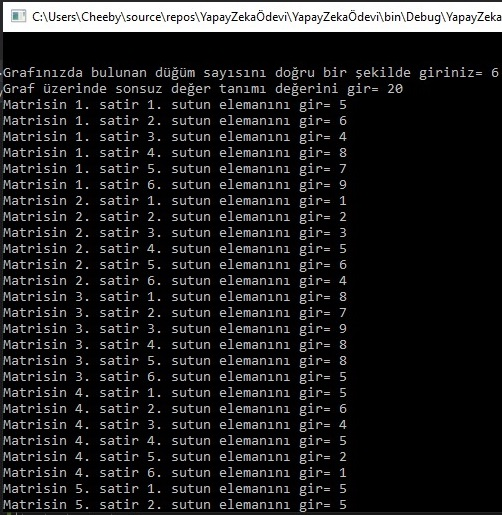 C:\Users\Cheeby\source\repos\YapayZekaÖdevi\YapayZekaÖdevi\bin\Debug\YapayZeka
Grafınızda bulunan düğüm sayısını doğru bir şekilde giriniz= 6
Graf üzerinde sonsuz değer tanımı değerini gir= 20
Matrisin 1. satir 1. sutun elemanını gir= 5
Matrisin 1. satir 2. sutun elemanını gir= 6
Matrisin 1. satir 3. sutun elemanını gir= 4
Matrisin 1. satir 4. sutun elemanını gir= 8
Matrisin 1. satir 5. sutun elemanını gir= 7
Matrisin 1. satir 6. sutun elemanını gir= 9
Matrisin 2. satir 1. sutun elemanını gir= 1
Matrisin 2. satir 2. sutun elemanını gir= 2
Matrisin 2. satir 3. sutun elemanını gir= 3
Matrisin 2. satir 4. sutun elemanını gir= 5
Matrisin 2. satir 5. sutun elemanını gir= 6
Matrisin 2. satir 6. sutun elemanını gir= 4
Matrisin 3. satir 1. sutun elemanını gir= 8
Matrisin 3. satir 2. sutun elemanını gir= 7
Matrisin 3. satir 3. sutun elemanını gir= 9
Matrisin 3. satir 4. sutun elemanını gir= 8
Matrisin 3. satir 5. sutun elemanını gir= 8
Matrisin 3. satir 6. sutun elemanını gir= 5
Matrisin 4. satir 1. sutun elemanını gir= 5
Matrisin 4. satir 2. sutun elemanını gir= 6
Matrisin 4. satir 3. sutun elemanını gir= 4
Matrisin 4. satir 4. sutun elemanını gir= 5
Matrisin 4. satir 5. sutun elemanını gir= 2
Matrisin 4. satir 6. sutun elemanını gir= 1
Matrisin 5. satir 1. sutun elemanını gir= 5
Matrisin 5. satir 2. sutun elemanını gir= 5